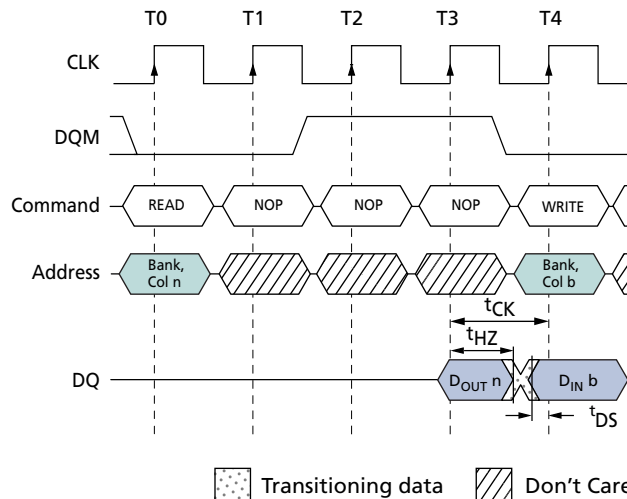 T0 T1 T2 T3 T4
CLK
DQM
Command READ NOP NOP NOP WRITE
Address Bank, Col n Bank, Col b
tCK
tHZ
DQ DOUT n DIN b
tDS
Transitioning data Don't Care